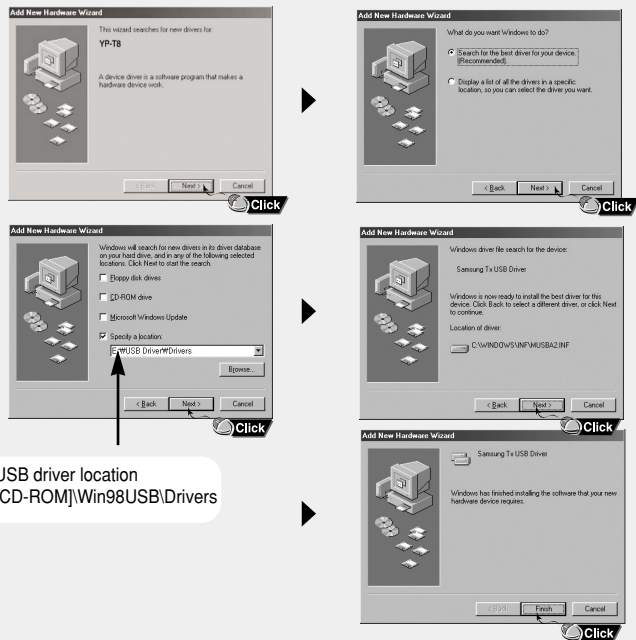 Add New Hardware Wizard
This wizard searches for new drivers for:
YP-T8
A device driver is a software program that makes a
hardware device work.
< Back Next > Cancel
Click
Add New Hardware Wizard
What do you want Windows to do?
Search for the best driver for your device.
(Recommended).
Display a list of all the drivers in a specific
location, so you can select the driver you want.
< Back Next > Cancel
Click
Add New Hardware Wizard
Windows will search for new drivers in its driver database
on your hard drive, and in any of the following selected
locations. Click Next to start the search.
Floppy disk drives
CD-ROM drive
Microsoft Windows Update
Specify a location:
E:₩USB Driver₩Drivers
Browse...
< Back Next > Cancel
Click
Add New Hardware Wizard
Windows driver file search for the device:
Samsung Tx USB Driver
Windows is now ready to install the best driver for this
device. Click Back to select a different driver, or click Next
to continue.
Location of driver:
C:\WINDOWS\INF\MUSBA2.INF
< Back Next > Cancel
Click
USB driver location
[CD-ROM]\Win98USB\Drivers
Add New Hardware Wizard
Samsung Tx USB Driver
Windows has finished installing the software that your new
hardware device requires.
< Back Finish Cancel
Click